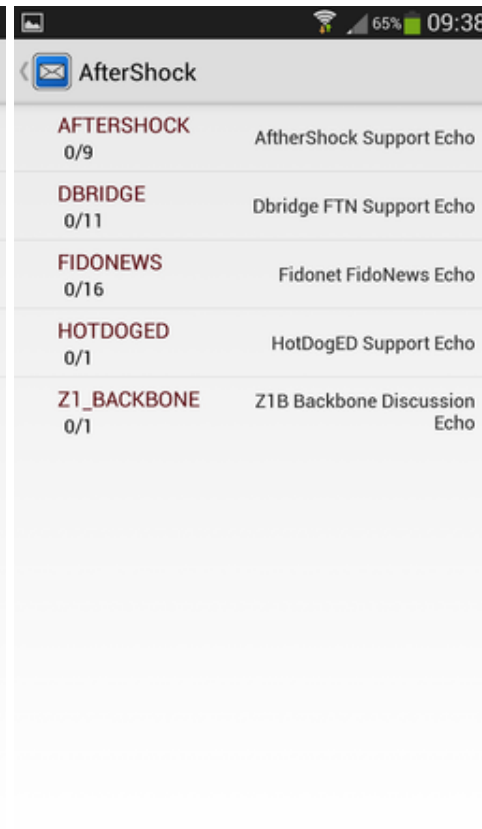 65% 09:38
AfterShock
AFTERSHOCK
0/9
AftherShock Support Echo
DBRIDGE
0/11
Dbridge FTN Support Echo
FIDONEWS
0/16
Fidonet FidoNews Echo
HOTDOGED
0/1
HotDogED Support Echo
Z1_BACKBONE
0/1
Z1B Backbone Discussion
Echo